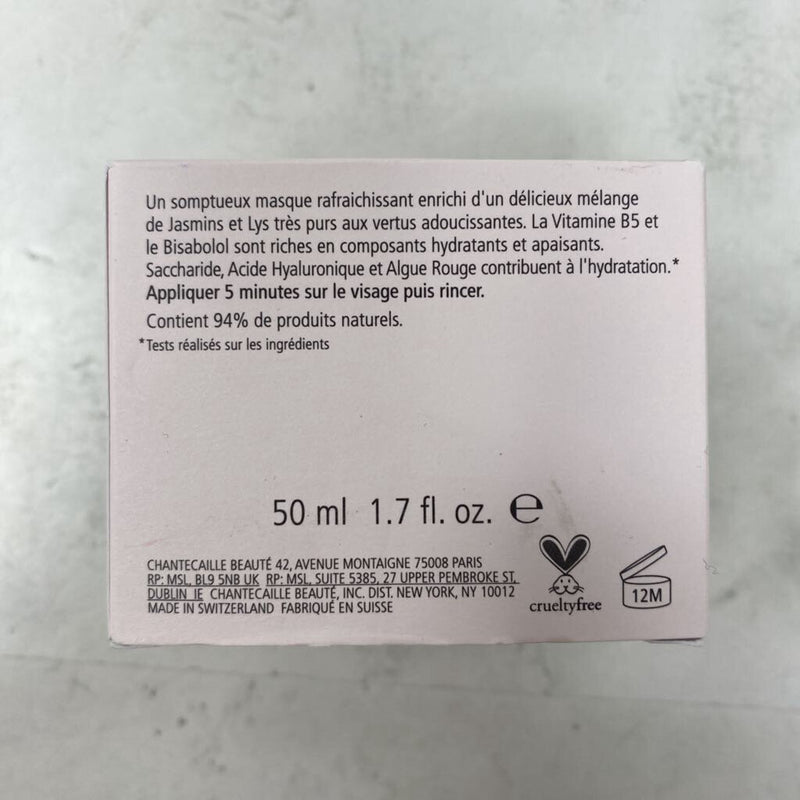 Un somptueux masque rafraichissant enrichi d'un délicieux mélange
de Jasmins et Lys très purs aux vertus adoucissantes. La Vitamine B5 et
le Bisabolol sont riches en composants hydratants et apaisants.
Saccharide, Acide Hyaluronique et Algue Rouge contribuent à l'hydratation.*
Appliquer 5 minutes sur le visage puis rincer.
Contient 94% de produits naturels.
*Tests réalisés sur les ingrédients
50 ml 1.7 fl. oz. ℮
CHANTECAILLE BEAUTÉ 42, AVENUE MONTAIGNE 75008 PARIS
RP: MSL, BL9 5NB UK RP: MSL, SUITE 5385, 27 UPPER PEMBROKE ST,
DUBLIN IE CHANTECAILLE BEAUTÉ, INC. DIST. NEW YORK, NY 10012
MADE IN SWITZERLAND FABRIQUÉ EN SUISSE
crueltyfree
12M